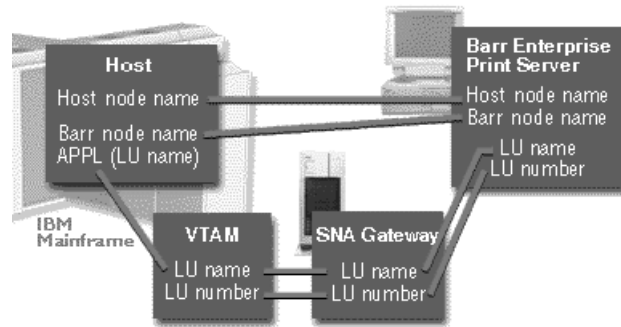 Host
Host node name
Barr node name
APPL (LU name)
Barr Enterprise
Print Server
Host node name
Barr node name
LU name
LU number
IBM
Mainframe
VTAM
LU name
LU number
SNA Gateway
LU name
LU number